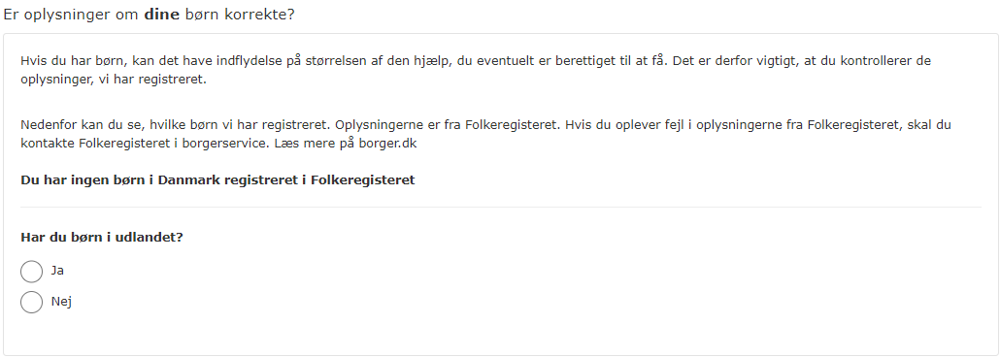 Er oplysninger om dine børn korrekte?
Hvis du har børn, kan det have indflydelse på størrelsen af den hjælp, du eventuelt er berettiget til at få. Det er derfor vigtigt, at du kontrollerer de
oplysninger, vi har registreret.
Nedenfor kan du se, hvilke børn vi har registreret. Oplysningerne er fra Folkeregisteret. Hvis du oplever fejl i oplysningerne fra Folkeregisteret, skal du
kontakte Folkeregisteret i borgerservice. Læs mere på borger.dk
Du har ingen børn i Danmark registreret i Folkeregisteret
Har du børn i udlandet?
Ja
Nej